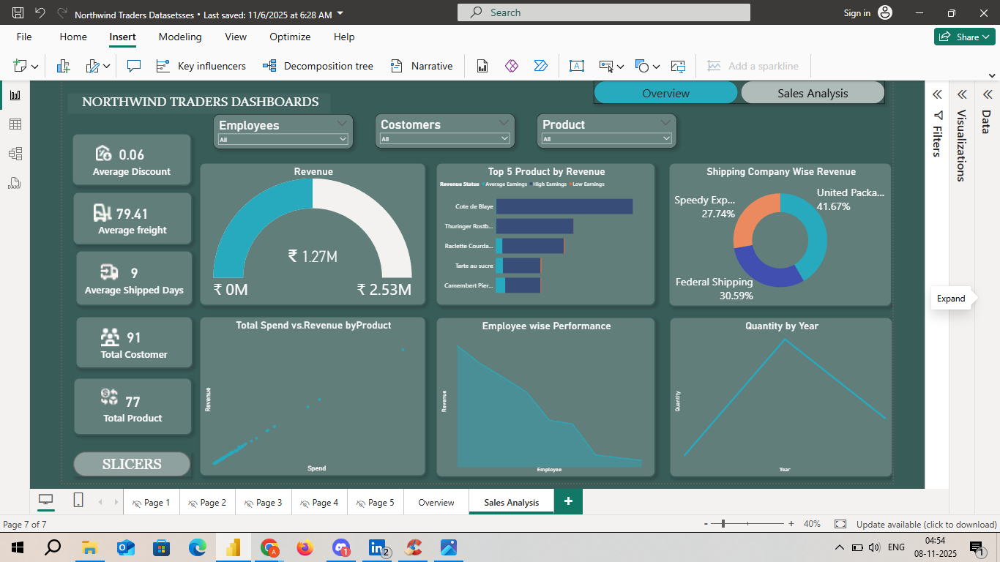 Northwind Traders Datasetsses • Last saved: 11/6/2025 at 6:28 AM
Search
Sign in
File Home Insert Modeling View Optimize Help
Share
Key influencers Decomposition tree Narrative Add a sparkline
NORTHWIND TRADERS DASHBOARDS
Overview Sales Analysis
Employees
All
Costomers
All
Product
All
0.06
Average Discount
79.41
Average freight
9
Average Shipped Days
91
Total Costomer
77
Total Product
SLICERS
Revenue
₹ 1.27M
₹ 0M ₹ 2.53M
Top 5 Product by Revenue
Revenue Status Average Earnings High Earnings Low Earnings
Cote de Blaye
Thuringer Rostb...
Raclette Courda...
Tarte au sucre
Camembert Pier...
Shipping Company Wise Revenue
United Packa...
41.67%
Speedy Exp...
27.74%
Federal Shipping
30.59%
Total Spend vs.Revenue byProduct
Revenue
Spend
Employee wise Performance
Revenue
Employee
Quantity by Year
Quantity
Year
Filters
Visualizations
Data
Expand
Page 1 Page 2 Page 3 Page 4 Page 5 Overview Sales Analysis +
Page 7 of 7
- + 40% Update available (click to download)
DAX
A
1
2
ENG
04:54
08-11-2025
1